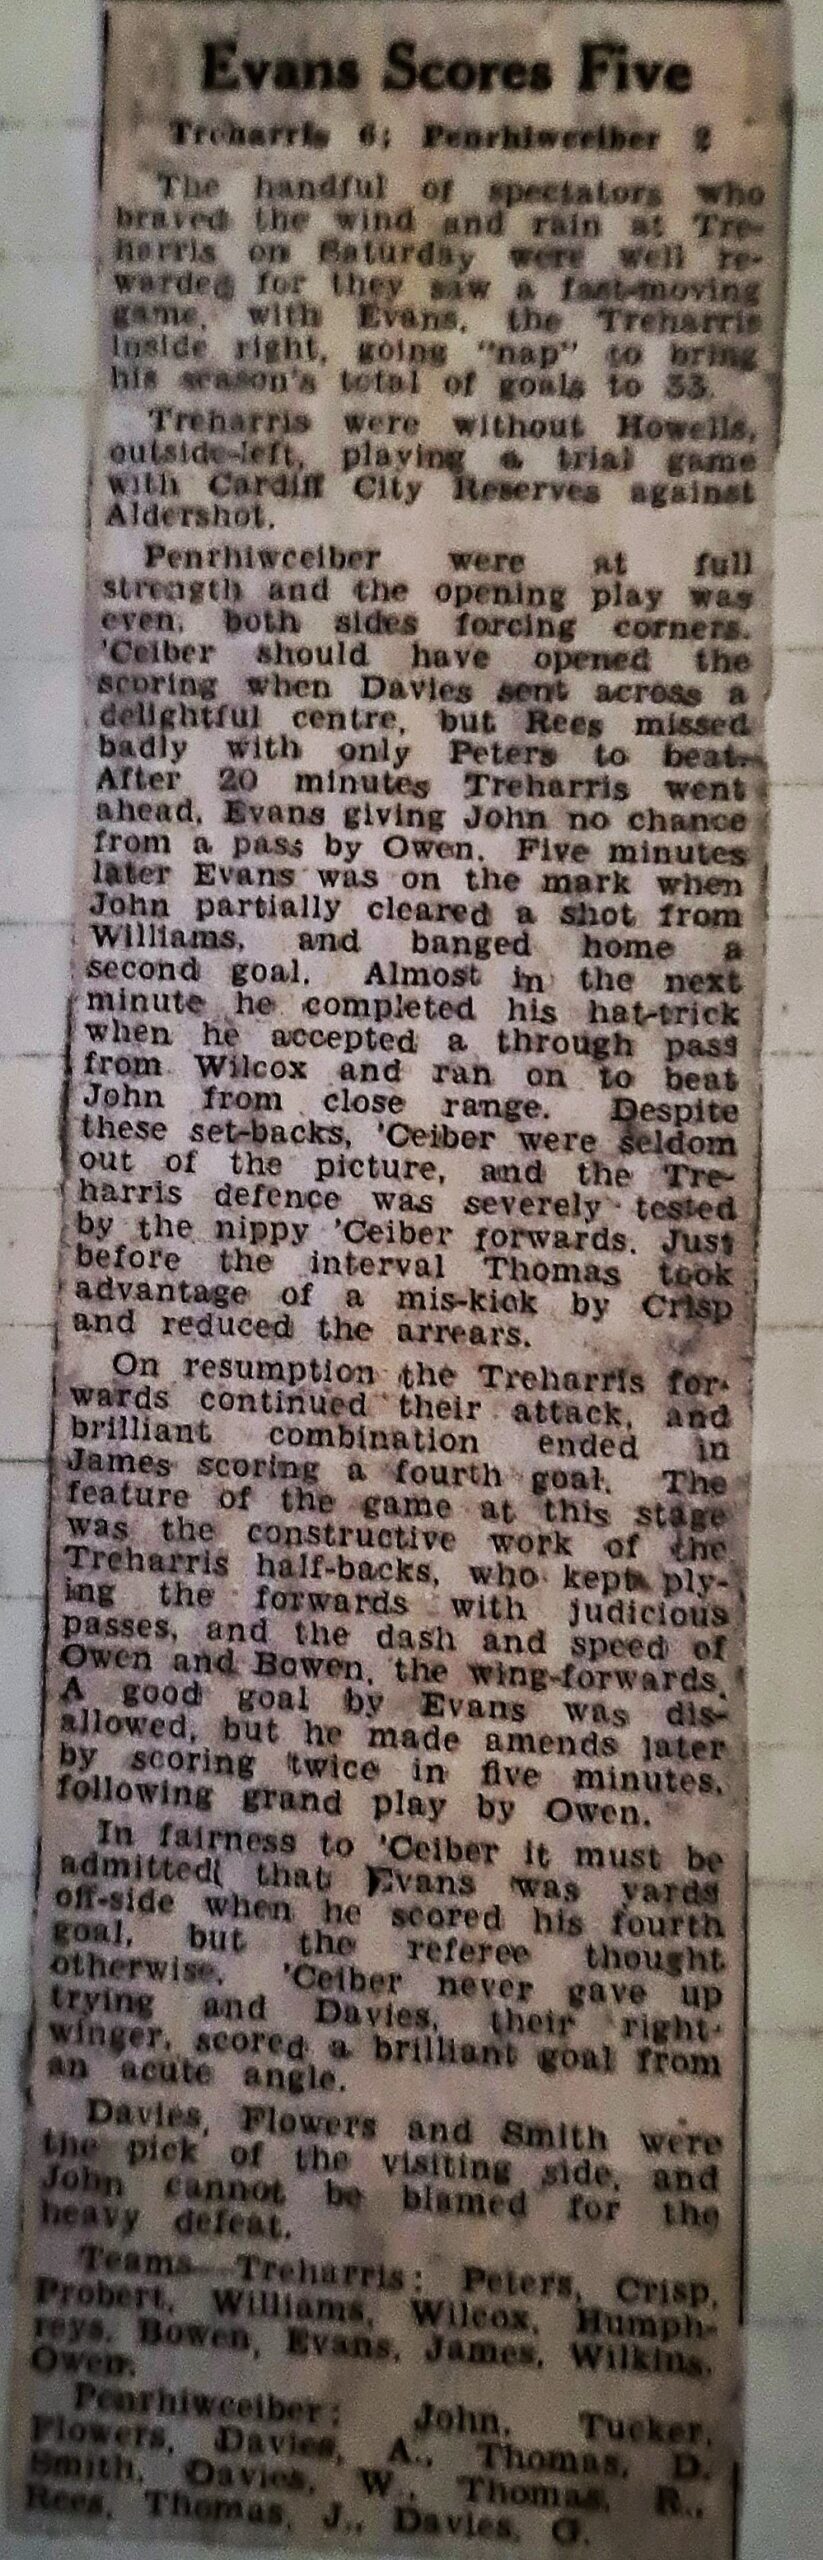 Evans Scores Five
Treharris 6; Penrhiwceiber 2
The handful of spectators who
braved the wind and rain at Tre-
harris on Saturday were well re-
warded for they saw a fast-moving
game, with Evans, the Treharris
inside right, going "nap" to bring
his season's total of goals to 33.
Treharris were without Howells,
outside-left, playing a trial game
with Cardiff City Reserves against
Aldershot.
Penrhiwceiber were at full
strength and the opening play was
even, both sides forcing corners.
'Ceiber should have opened the
scoring when Davies sent across a
delightful centre, but Rees missed
badly with only Peters to beat.
After 20 minutes Treharris went
ahead, Evans giving John no chance
from a pass by Owen. Five minutes
later Evans was on the mark when
John partially cleared a shot from
Williams, and banged home a
second goal. Almost in the next
minute he completed his hat-trick
when he accepted a through pass
from Wilcox and ran on to beat
John from close range. Despite
these set-backs, 'Ceiber were seldom
out of the picture, and the Tre-
harris defence was severely tested
by the nippy 'Ceiber forwards. Just
before the interval Thomas took
advantage of a mis-kick by Crisp
and reduced the arrears.
On resumption the Treharris for-
wards continued their attack, and
brilliant combination ended in
James scoring a fourth goal. The
feature of the game at this stage
was the constructive work of the
Treharris half-backs, who kept ply-
ing the forwards with judicious
passes, and the dash and speed of
Owen and Bowen, the wing-forwards.
A good goal by Evans was dis-
allowed, but he made amends later
by scoring twice in five minutes,
following grand play by Owen.
In fairness to 'Ceiber it must be
admitted that Evans was yards
off-side when he scored his fourth
goal, but the referee thought
otherwise. 'Ceiber never gave up
trying and Davies, their right-
winger, scored a brilliant goal from
an acute angle.
Davies, Flowers and Smith were
the pick of the visiting side, and
John cannot be blamed for the
heavy defeat.
Teams—Treharris: Peters, Crisp,
Probert, Williams, Wilcox, Humph-
reys, Bowen, Evans, James, Wilkins,
Owen.
Penrhiwceiber: John, Tucker,
Flowers, Davies, A., Thomas, D.
Smith, Davies, W., Thomas, R.,
Rees, Thomas, J., Davies, G.